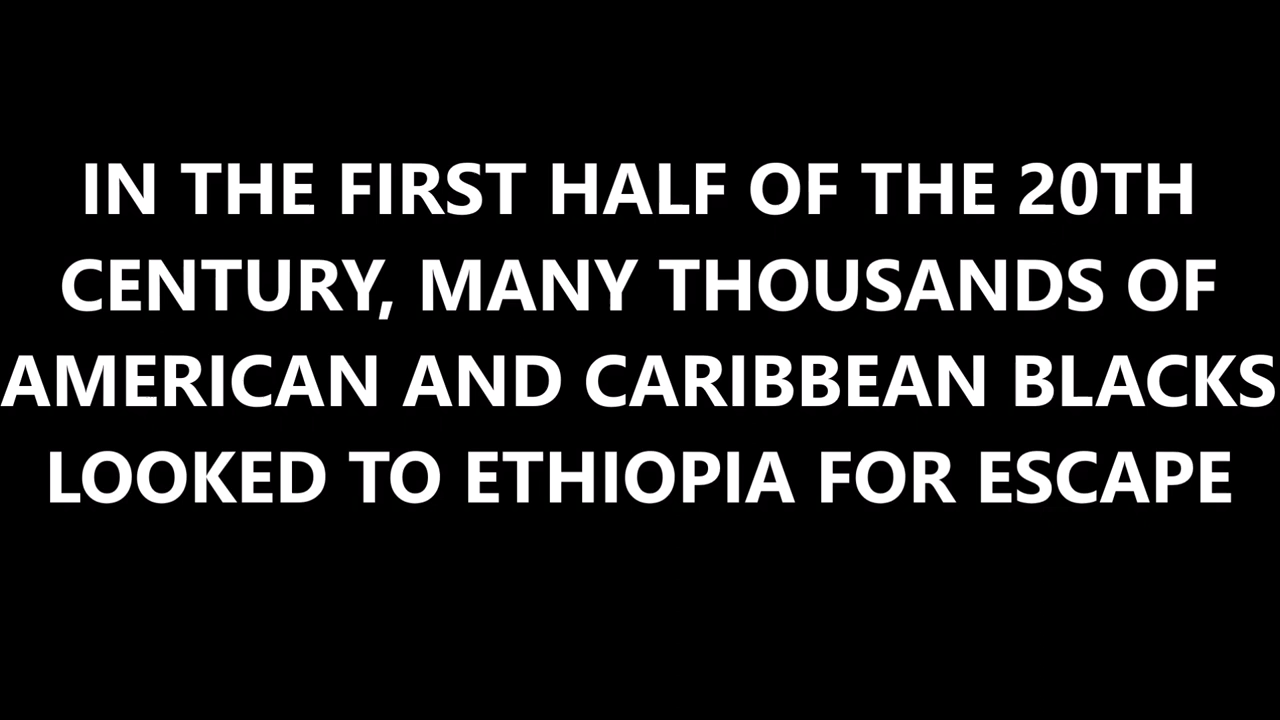 IN THE FIRST HALF OF THE 20TH
CENTURY, MANY THOUSANDS OF
AMERICAN AND CARIBBEAN BLACKS
LOOKED TO ETHIOPIA FOR ESCAPE